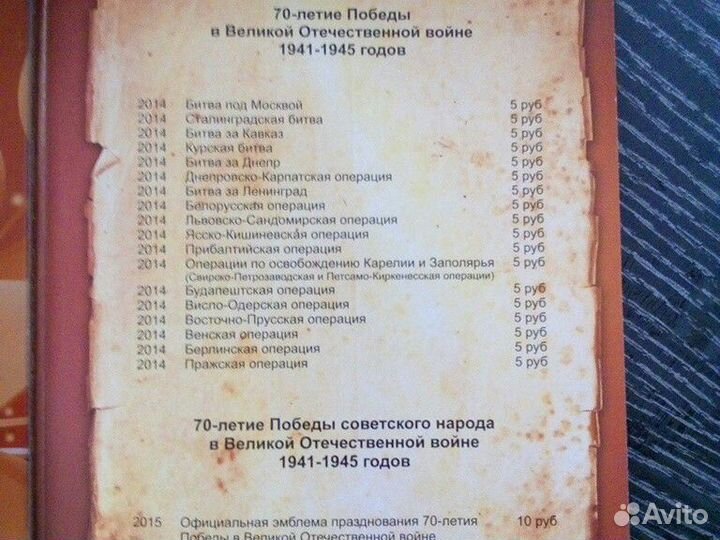 70-летие Победы
в Великой Отечественной войне
1941-1945 годов
2014 Битва под Москвой 5 руб
2014 Сталинградская битва 5 руб
2014 Битва за Кавказ 5 руб
2014 Курская битва 5 руб
2014 Битва за Днепр 5 руб
2014 Днепровско-Карпатская операция 5 руб
2014 Битва за Ленинград 5 руб
2014 Белорусская операция 5 руб
2014 Львовско-Сандомирская операция 5 руб
2014 Ясско-Кишиневская операция 5 руб
2014 Прибалтийская операция 5 руб
2014 Операции по освобождению Карелии и Заполярья 5 руб
(Свирско-Петрозаводская и Петсамо-Киркенесская операции)
2014 Будапештская операция 5 руб
2014 Висло-Одерская операция 5 руб
2014 Восточно-Прусская операция 5 руб
2014 Венская операция 5 руб
2014 Берлинская операция 5 руб
2014 Пражская операция 5 руб
70-летие Победы советского народа
в Великой Отечественной войне
1941-1945 годов
2015 Официальная эмблема празднования 70-летия 10 руб
Победы в Великой Отечественной войне
Avito